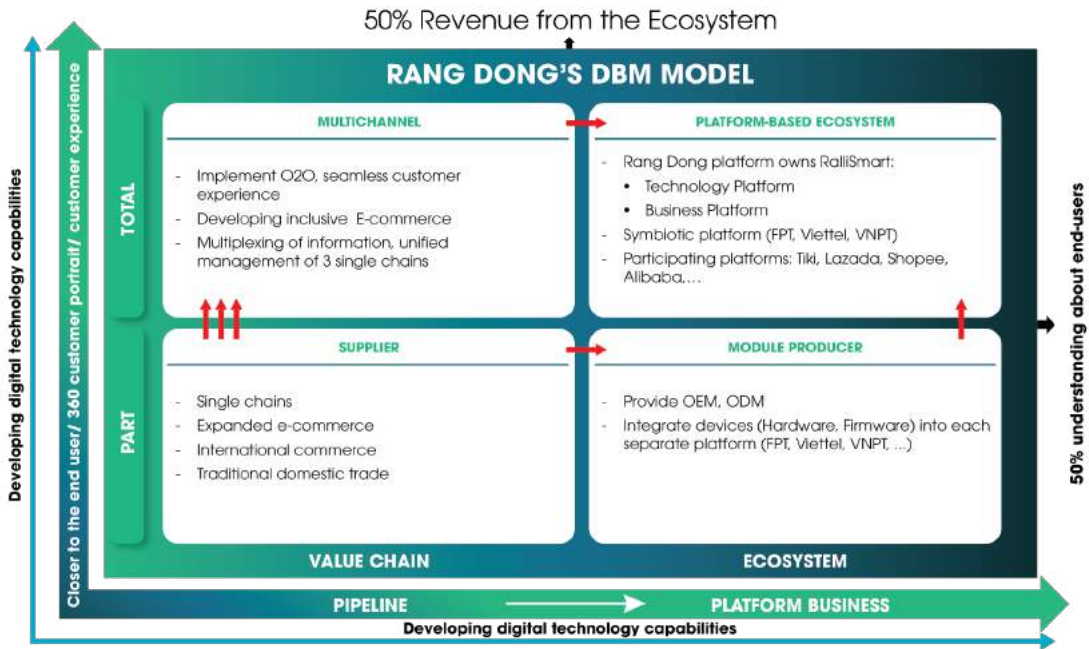 50% Revenue from the Ecosystem
RANG DONG'S DBM MODEL
Developing digital technology capabilities
Closer to the end user/ 360 customer portrait/ customer experience
TOTAL
MULTICHANNEL
- Implement O2O, seamless customer
experience
- Developing inclusive E-commerce
- Multiplexing of information, unified
management of 3 single chains
PLATFORM-BASED ECOSYSTEM
- Rang Dong platform owns RalliSmart:
• Technology Platform
• Business Platform
- Symbiotic platform (FPT, Viettel, VNPT)
- Participating platforms: Tiki, Lazada, Shopee,
Alibaba,...
PART
SUPPLIER
- Single chains
- Expanded e-commerce
- International commerce
- Traditional domestic trade
MODULE PRODUCER
- Provide OEM, ODM
- Integrate devices (Hardware, Firmware) into each
separate platform (FPT, Viettel, VNPT, ...)
50% understanding about end-users
VALUE CHAIN
ECOSYSTEM
PIPELINE
PLATFORM BUSINESS
Developing digital technology capabilities